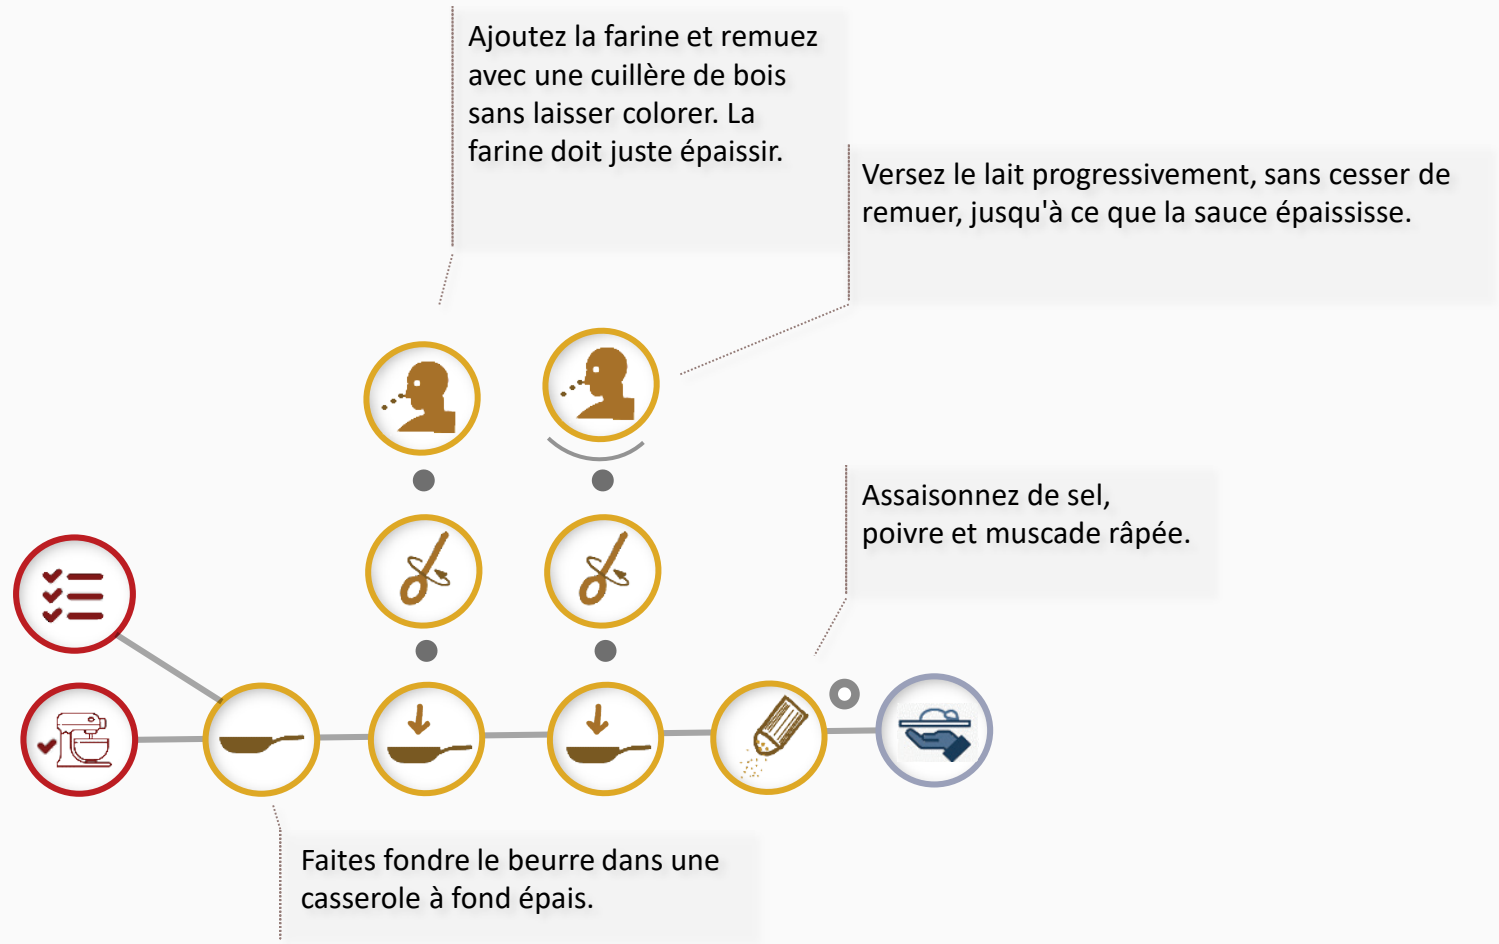 Ajoutez la farine et remuez
avec une cuillère de bois
sans laisser colorer. La
farine doit juste épaissir.
Versez le lait progressivement, sans cesser de
remuer, jusqu'à ce que la sauce épaississe.
Assaisonnez de sel,
poivre et muscade râpée.
Faites fondre le beurre dans une
casserole à fond épais.